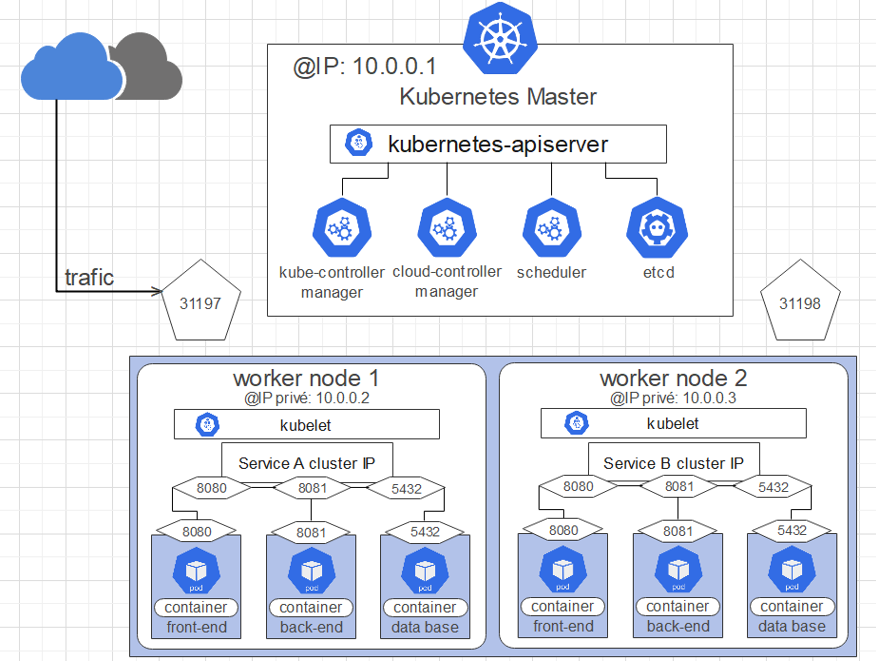 @IP: 10.0.0.1
Kubernetes Master
kubernetes-apiserver
kube-controller
manager
cloud-controller
manager
scheduler
etcd
trafic
31197
31198
worker node 1
@IP privé: 10.0.0.2
kubelet
Service A cluster IP
8080
8081
5432
8080
8081
5432
pod
pod
pod
container
container
container
front-end
back-end
data base
worker node 2
@IP privé: 10.0.0.3
kubelet
Service B cluster IP
8080
8081
5432
8080
8081
5432
pod
pod
pod
container
container
container
front-end
back-end
data base